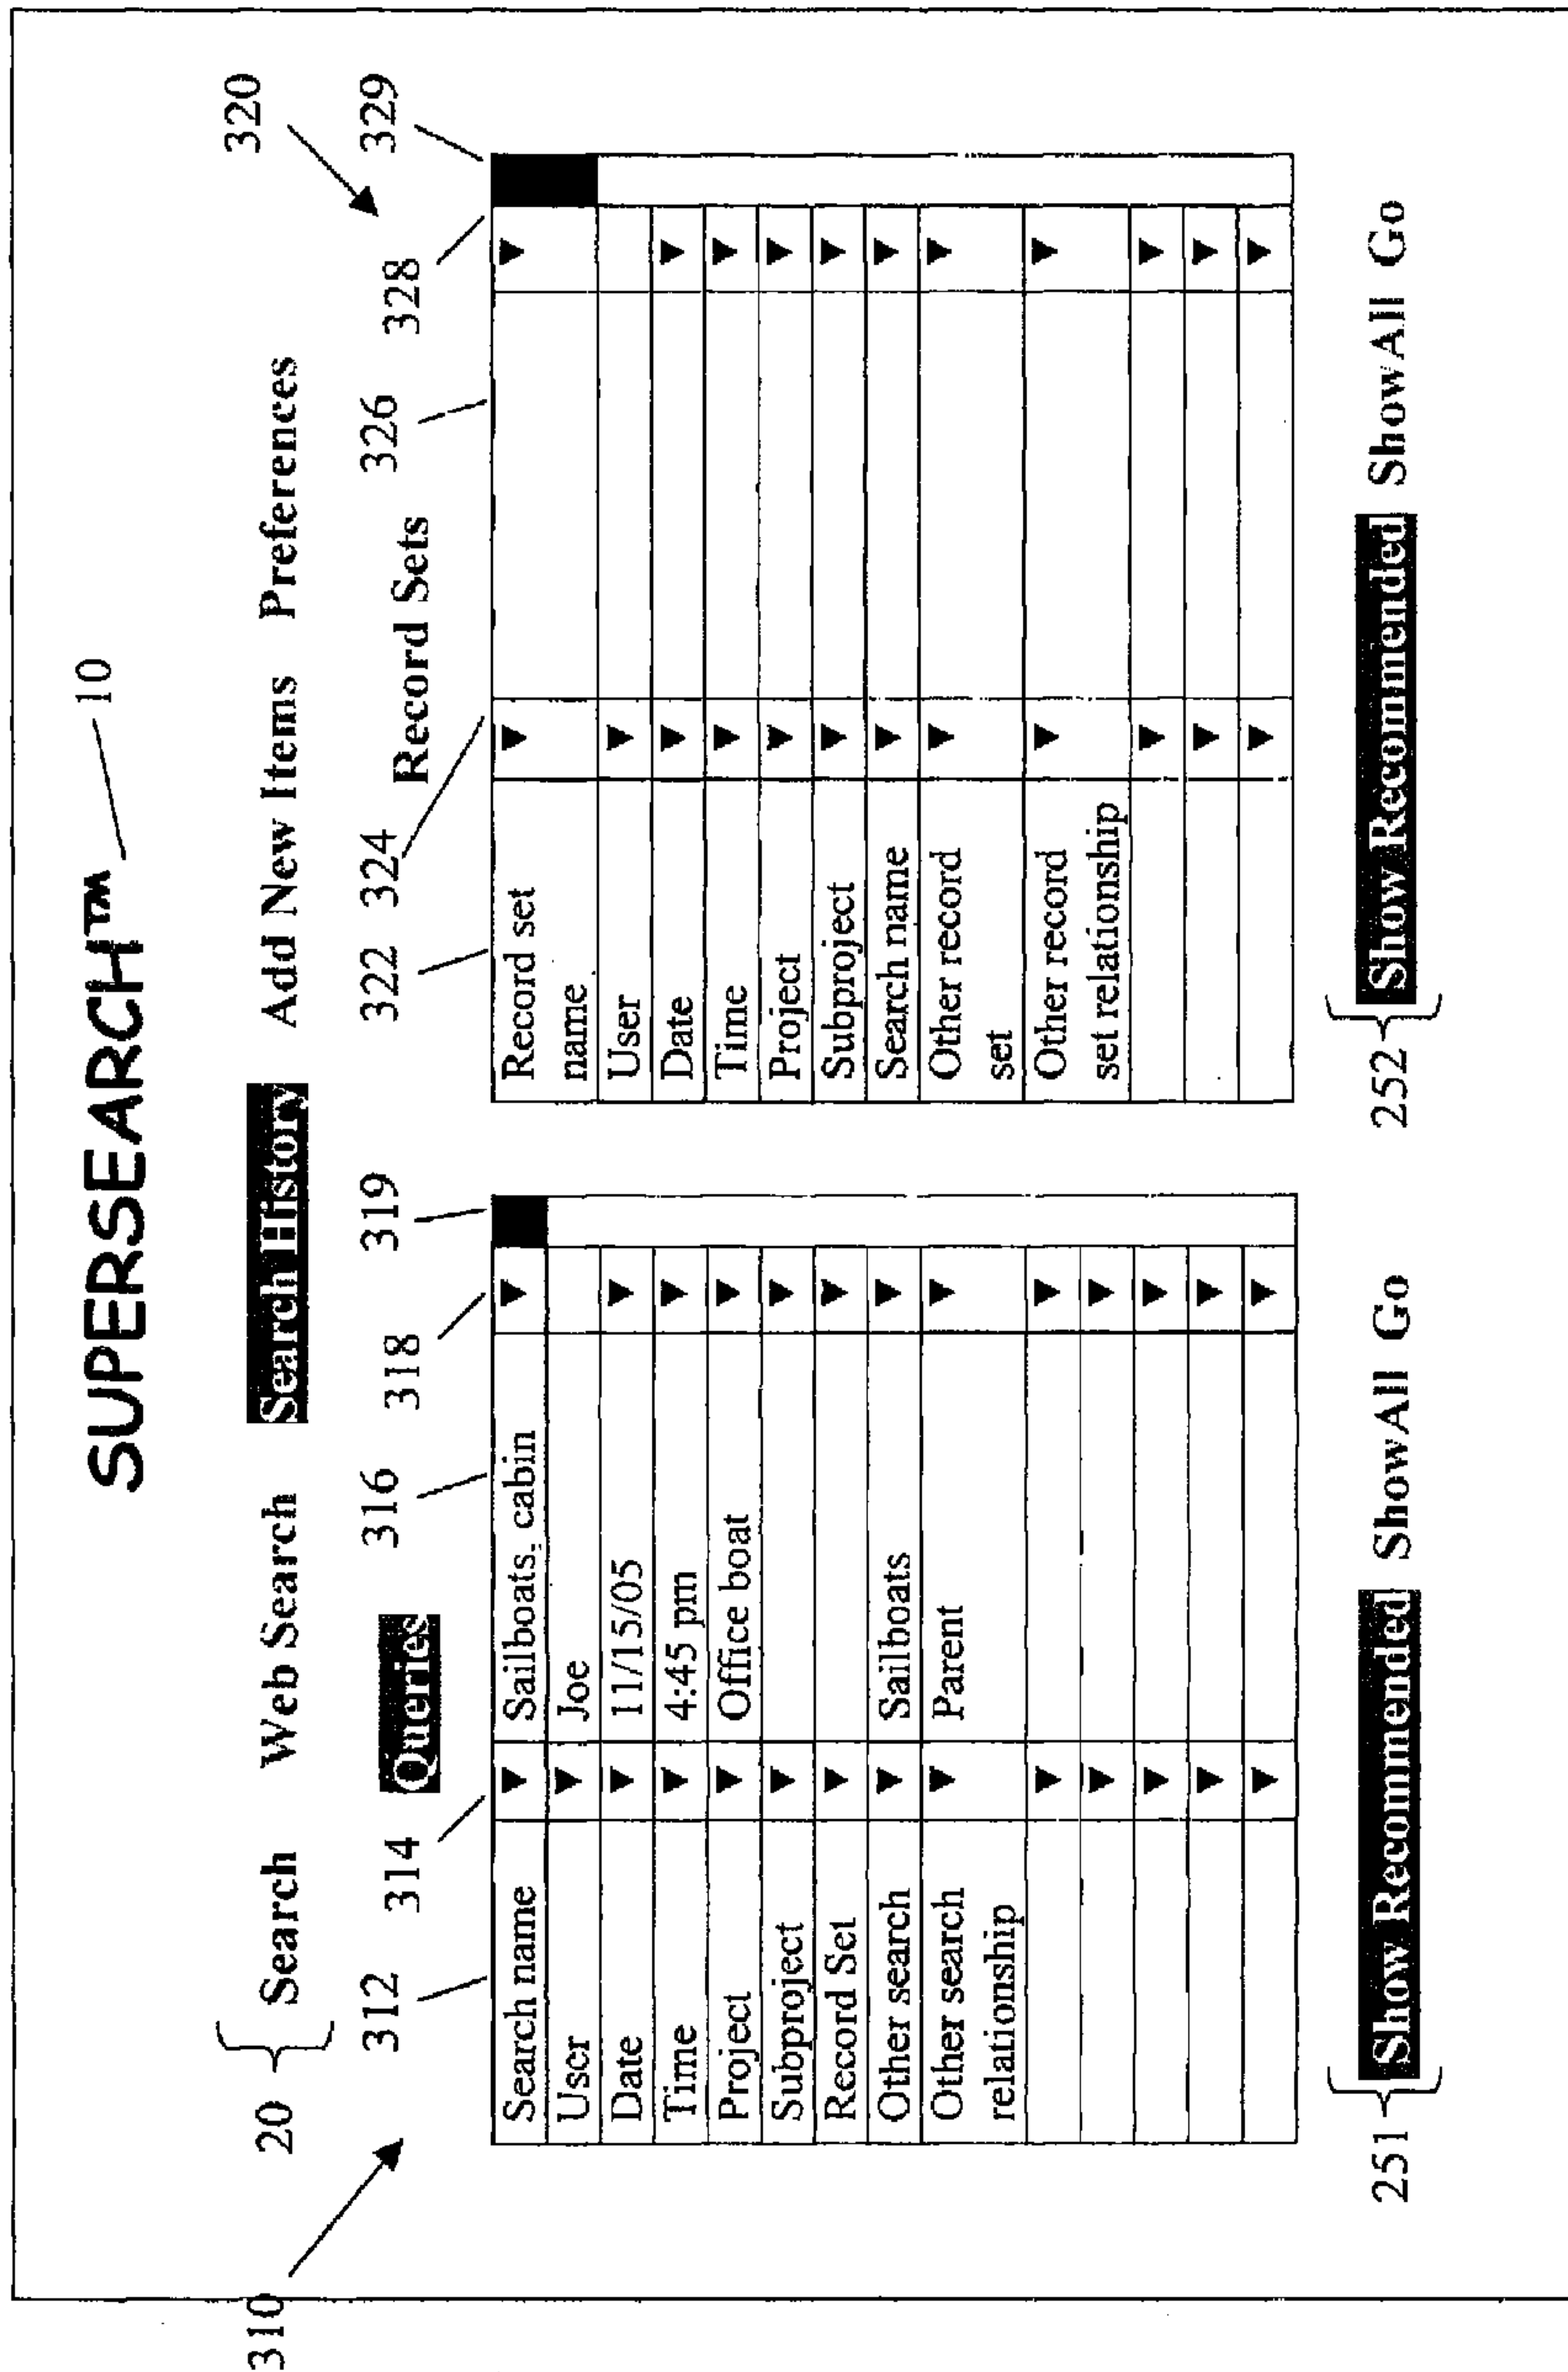 SUPERSEARCH™ 10
20 Search Web Search Search History Add New Items Preferences
310
320
Queries
Record Sets
312 314 316 318 319
322 324 326 328 329
Search name ▼ Sailboats, cabin ▼
User ▼ Joe
Date ▼ 11/15/05 ▼
Time ▼ 4:45 pm ▼
Project ▼ Office boat ▼
Subproject ▼ ▼
Record Set ▼ ▼
Other search ▼ Sailboats ▼
Other search ▼ Parent ▼
relationship
▼ ▼
▼ ▼
▼ ▼
▼ ▼
▼ ▼
251 Show Recommended Show All Go
Record set ▼ ▼
name
User ▼
Date ▼ ▼
Time ▼ ▼
Project ▼ ▼
Subproject ▼ ▼
Search name ▼ ▼
Other record ▼ ▼
set
Other record ▼ ▼
set relationship
▼ ▼
▼ ▼
▼ ▼
252 Show Recommended Show All Go